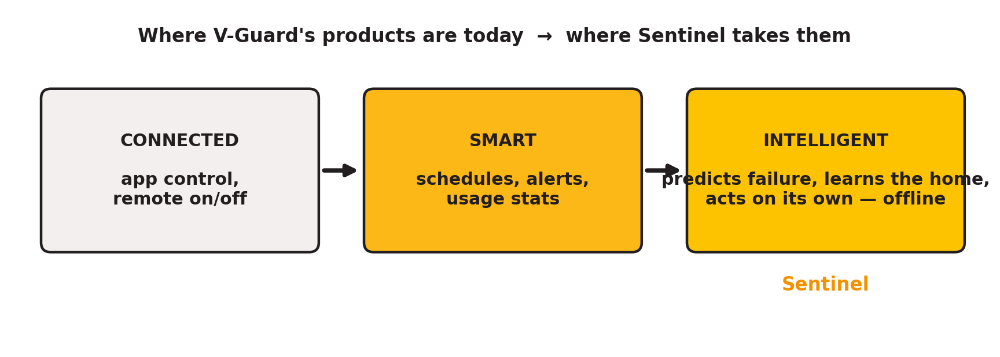 Where V-Guard's products are today → where Sentinel takes them
CONNECTED
app control,
remote on/off
SMART
schedules, alerts,
usage stats
INTELLIGENT
predicts failure, learns the home,
acts on its own — offline
Sentinel